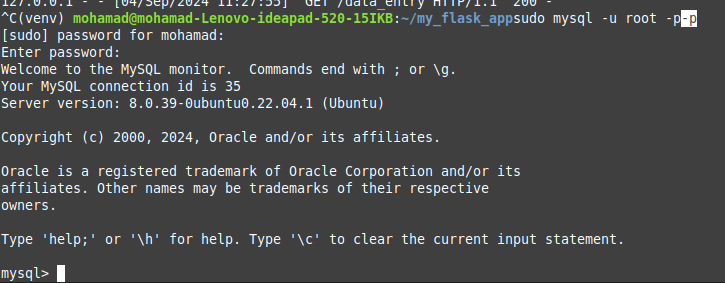 127.0.0.1 - - [04/Sep/2024 11:27:55] "GET /data_entry HTTP/1.1" 200 -
^C(venv) mohamad@mohamad-Lenovo-ideapad-520-15IKB:~/my_flask_appsudo mysql -u root -p-p
[sudo] password for mohamad:
Enter password:
Welcome to the MySQL monitor.  Commands end with ; or \g.
Your MySQL connection id is 35
Server version: 8.0.39-0ubuntu0.22.04.1 (Ubuntu)

Copyright (c) 2000, 2024, Oracle and/or its affiliates.

Oracle is a registered trademark of Oracle Corporation and/or its
affiliates. Other names may be trademarks of their respective
owners.

Type 'help;' or '\h' for help. Type '\c' to clear the current input statement.

mysql>